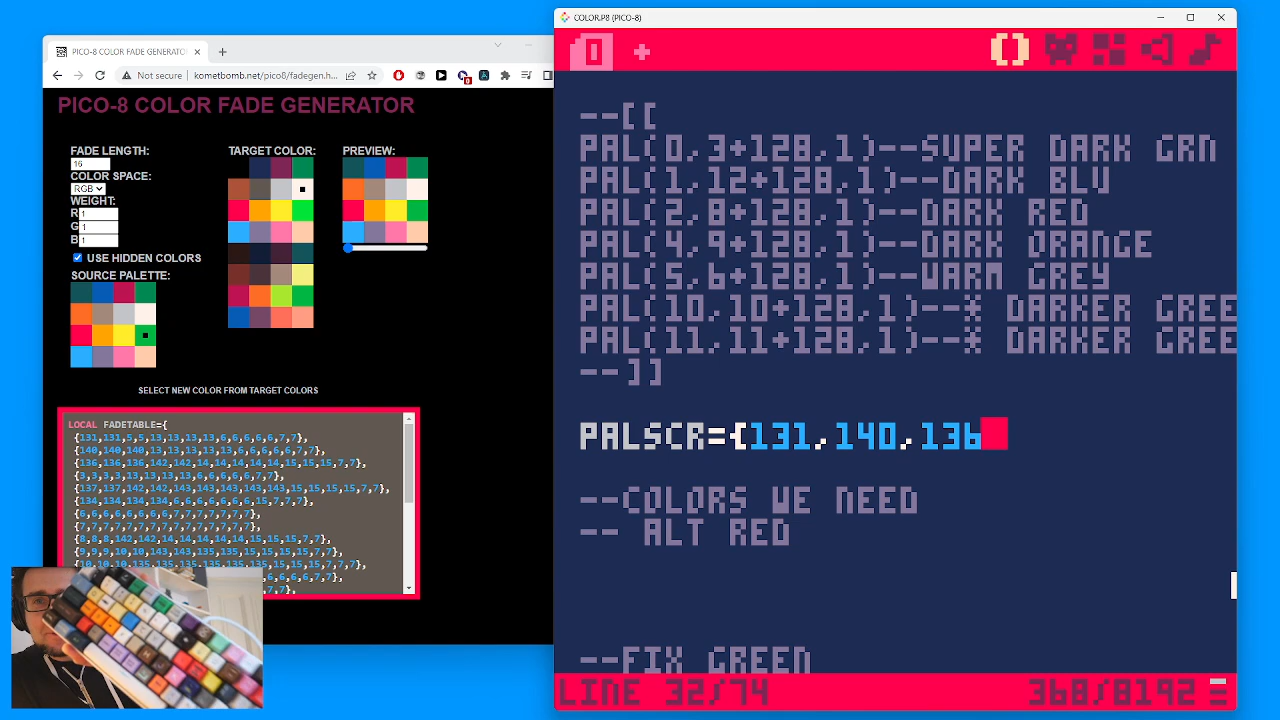 PICO-8 COLOR FADE GENERATO
Not secure kometbomb.net/pico8/fadegen.h...
PICO-8 COLOR FADE GENERATOR
FADE LENGTH:
16
COLOR SPACE:
RGB
WEIGHT:
R 1
G 1
B 1
USE HIDDEN COLORS
SOURCE PALETTE:
TARGET COLOR:
PREVIEW:
SELECT NEW COLOR FROM TARGET COLORS
LOCAL FADETABLE={
{131,131,5,5,13,13,13,13,6,6,6,6,6,7,7},
{140,140,140,13,13,13,13,13,6,6,6,6,7,7,7},
{136,136,136,142,142,14,14,14,14,14,15,15,15,7,7},
{3,3,3,3,13,13,13,13,6,6,6,6,7,7,7},
{137,137,142,142,143,143,143,143,143,15,15,15,15,7,7},
{134,134,134,134,6,6,6,6,6,6,6,15,7,7,7},
{6,6,6,6,6,6,7,7,7,7,7,7,7,7,7},
{7,7,7,7,7,7,7,7,7,7,7,7,7,7,7},
{8,8,8,142,142,14,14,14,14,14,15,15,15,7,7},
{9,9,9,10,10,143,143,135,135,15,15,15,15,7,7},
COLOR.P8 (PICO-8)
0 +
--[[
PAL(0,3+128,1)--SUPER DARK GRN
PAL(1,12+128,1)--DARK BLU
PAL(2,8+128,1)--DARK RED
PAL(4,9+128,1)--DARK ORANGE
PAL(5,6+128,1)--WARM GREY
PAL(10,10+128,1)--* DARKER GREE
PAL(11,11+128,1)--* DARKER GREE
--]]
PALSCR={131,140,136
--COLORS WE NEED
-- ALT RED
--FIX GREEN
LINE 32/74
368/8192